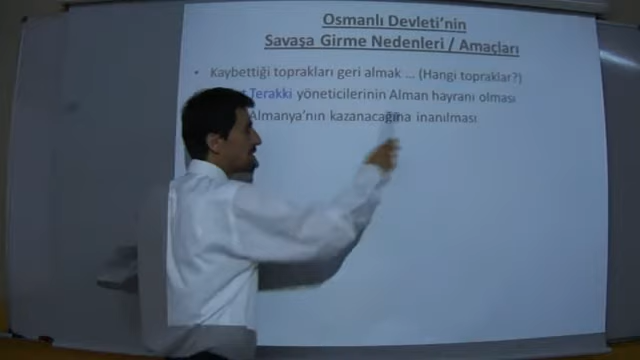 Osmanlı Devleti'nin
Savaşa Girme Nedenleri / Amaçları
• Kaybettiği toprakları geri almak ... (Hangi topraklar?)
Terakki yöneticilerinin Alman hayranı olması
Almanya'nın kazanacağına inanılması